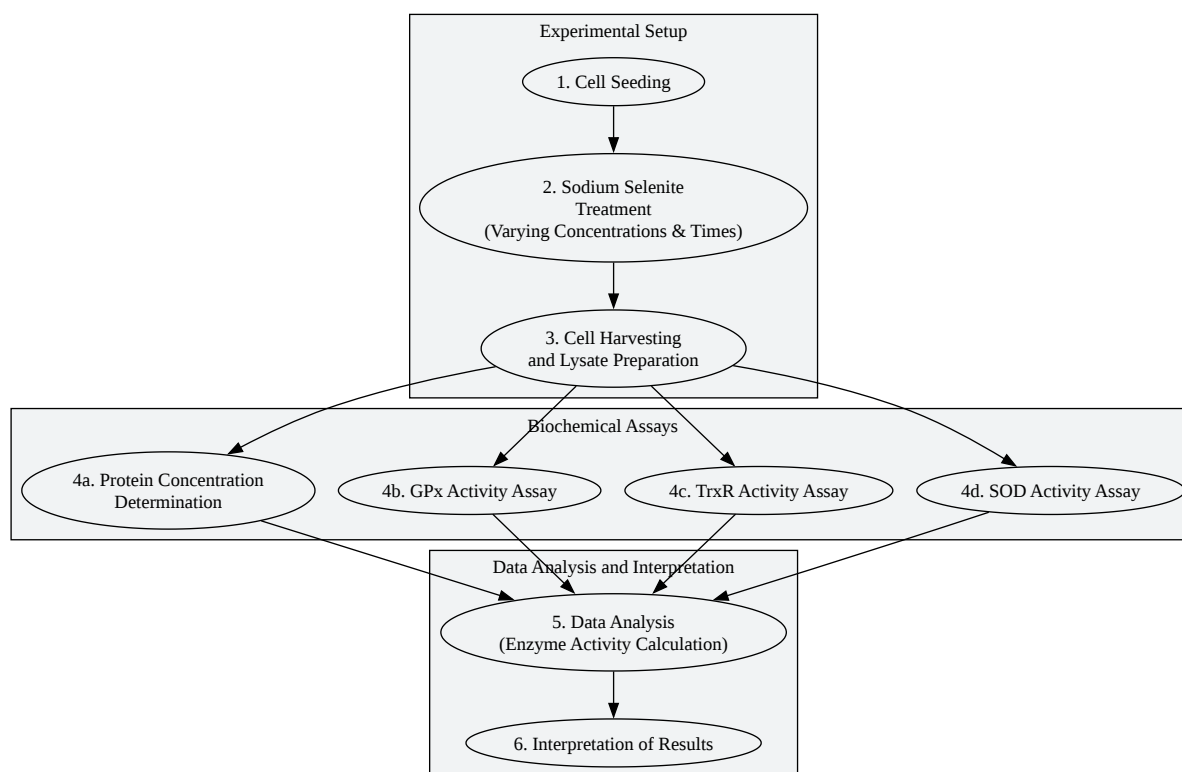 Experimental Setup
1. Cell Seeding
2. Sodium Selenite
Treatment
(Varying Concentrations & Times)
3. Cell Harvesting
and Lysate Preparation
Biochemical Assays
4a. Protein Concentration
Determination
4b. GPx Activity Assay
4c. TrxR Activity Assay
4d. SOD Activity Assay
Data Analysis and Interpretation
5. Data Analysis
(Enzyme Activity Calculation)
6. Interpretation of Results